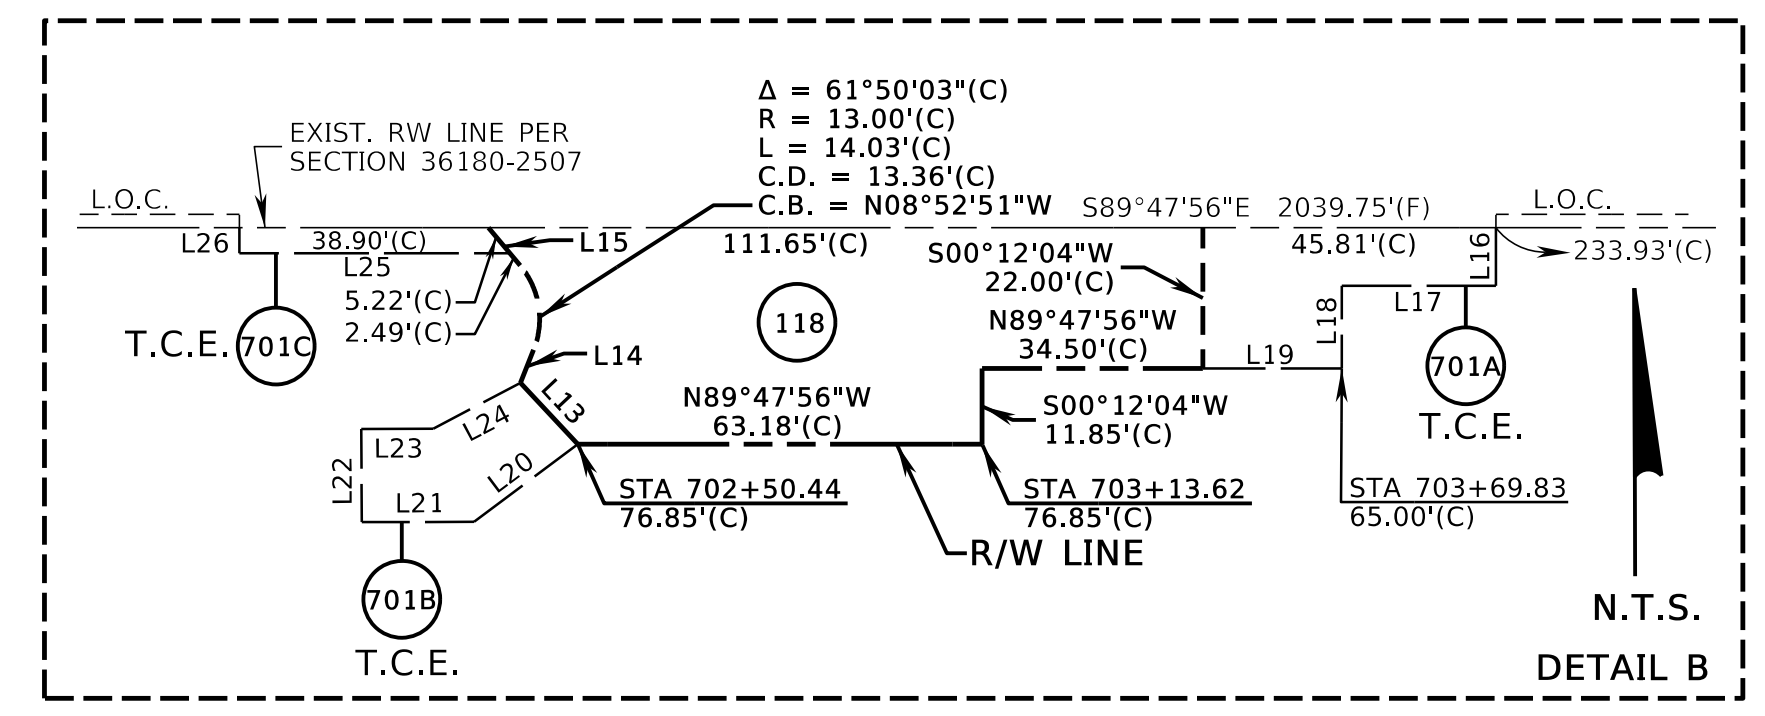 Δ = 61°50'03"(C)
R = 13.00'(C)
L = 14.03'(C)
C.D. = 13.36'(C)
C.B. = N08°52'51"W
EXIST. RW LINE PER
SECTION 36180-2507
L.O.C.
L26
38.90'(C)
L25
L15
5.22'(C)
2.49'(C)
T.C.E.
701C
111.65'(C)
S89°47'56"E 2039.75'(F)
L.O.C.
45.81'(C)
233.93'(C)
S00°12'04"W
22.00'(C)
L16
L17
L18
118
N89°47'56"W
34.50'(C)
L19
701A
T.C.E.
L14
L13
N89°47'56"W
63.18'(C)
S00°12'04"W
11.85'(C)
L24
L23
L22
L20
L21
STA 702+50.44
76.85'(C)
STA 703+13.62
76.85'(C)
STA 703+69.83
65.00'(C)
R/W LINE
701B
T.C.E.
N.T.S.
DETAIL B